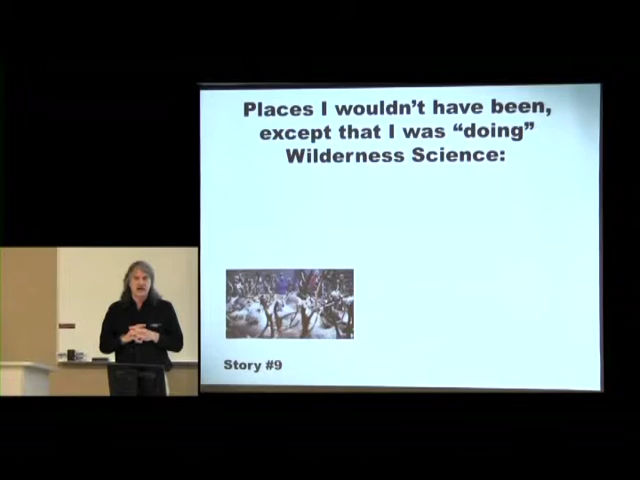 Places I wouldn't have been,
except that I was “doing”
Wilderness Science:
Story #9